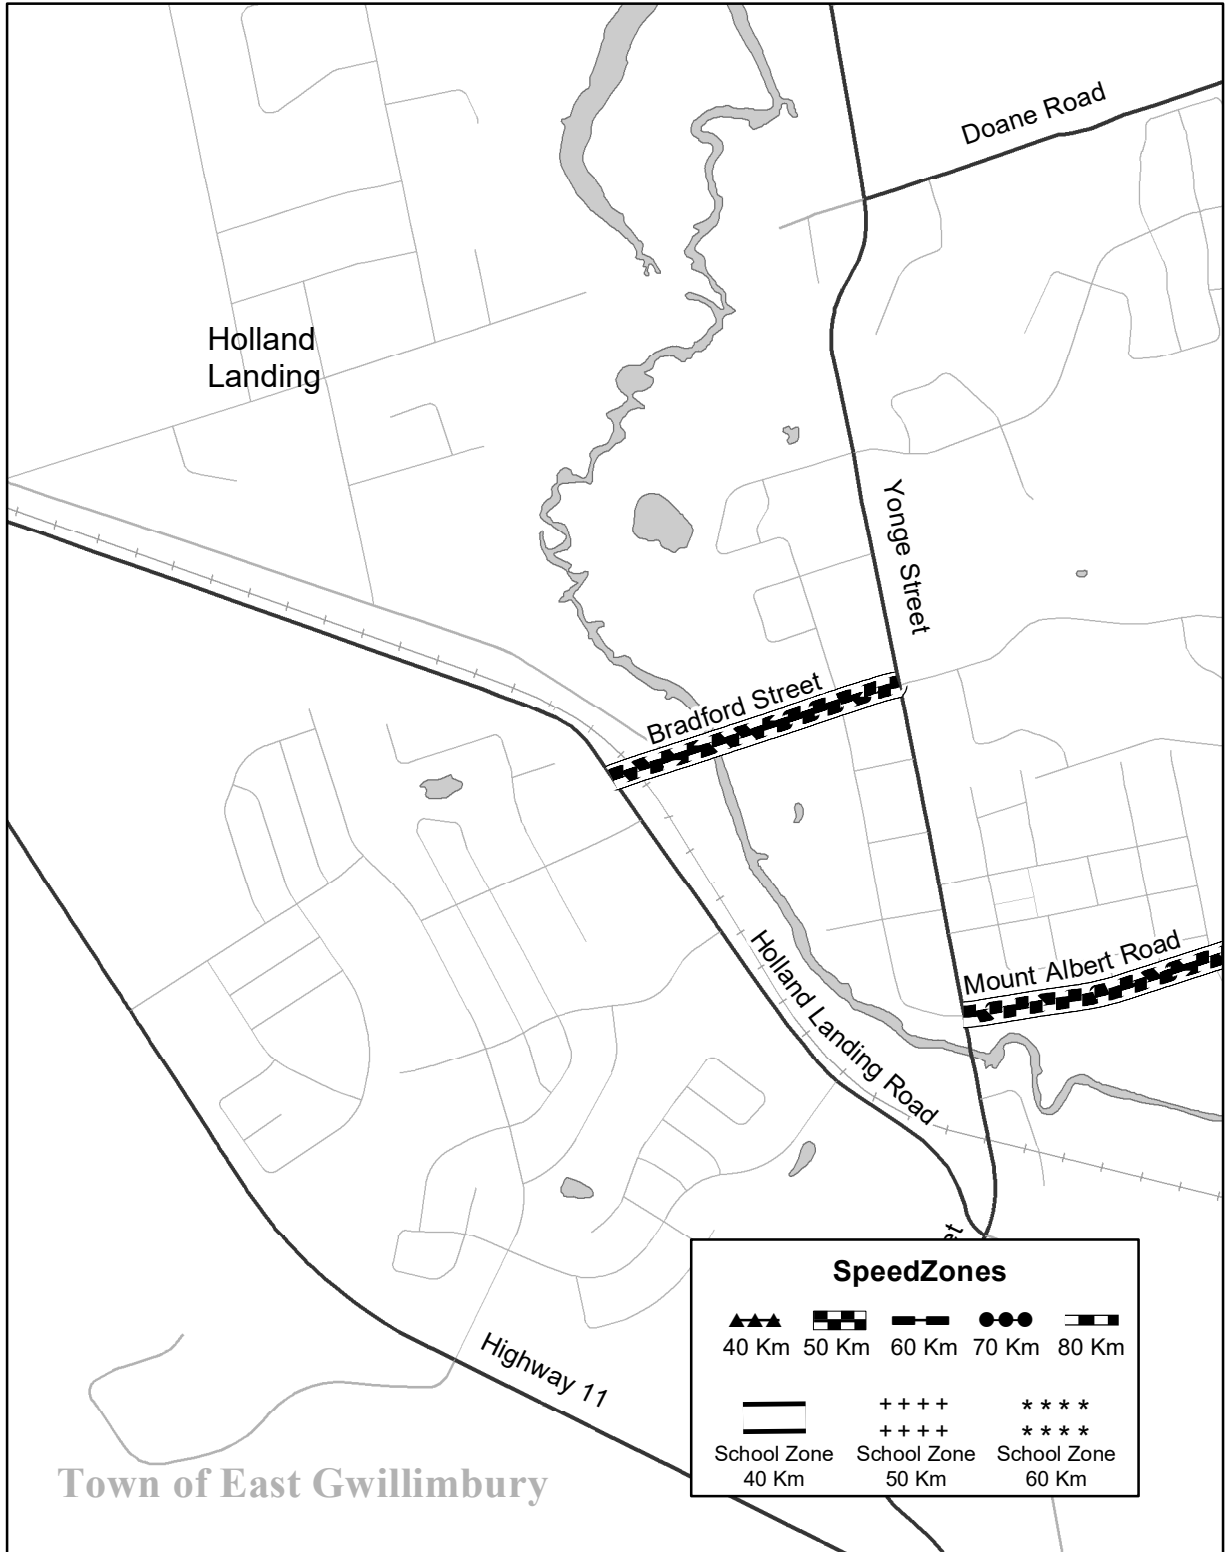 Doane Road
Holland
Landing
Yonge Street
Bradford Street
Mount Albert Road
Holland Landing Road
Highway 11
Town of East Gwillimbury
et
SpeedZones
40 Km 50 Km 60 Km 70 Km 80 Km
School Zone School Zone School Zone
40 Km 50 Km 60 Km